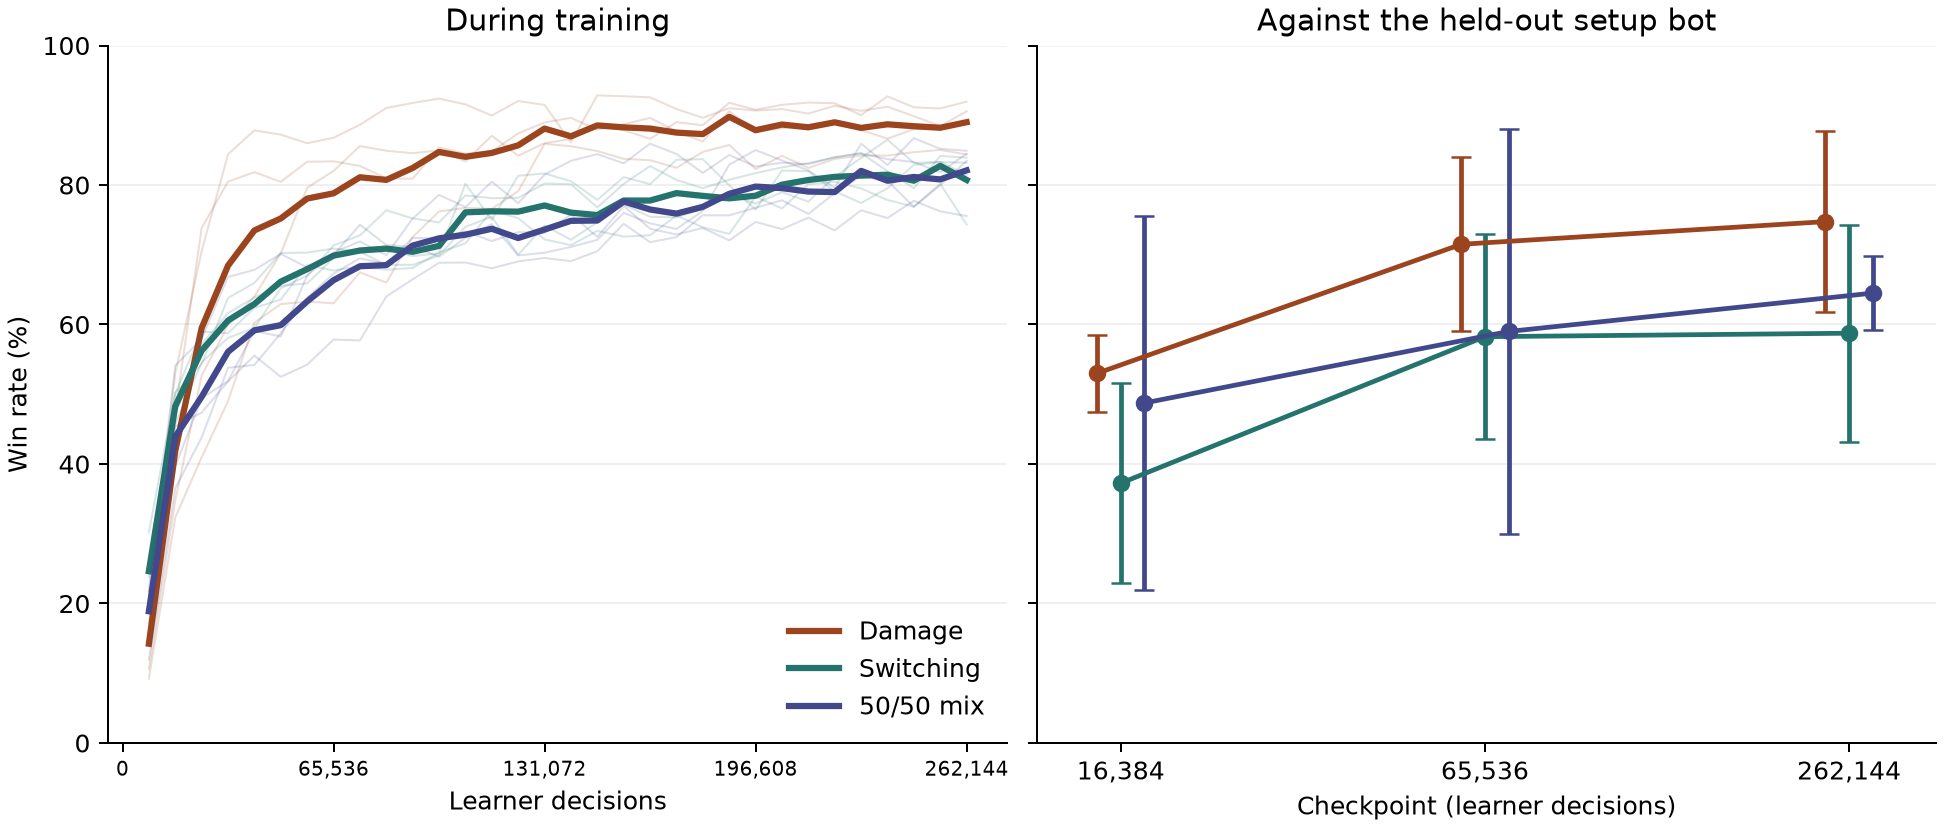 During training
Win rate (%)
100
80
60
40
20
0
0
65,536
131,072
196,608
262,144
Learner decisions
Damage
Switching
50/50 mix
Against the held-out setup bot
16,384
65,536
262,144
Checkpoint (learner decisions)